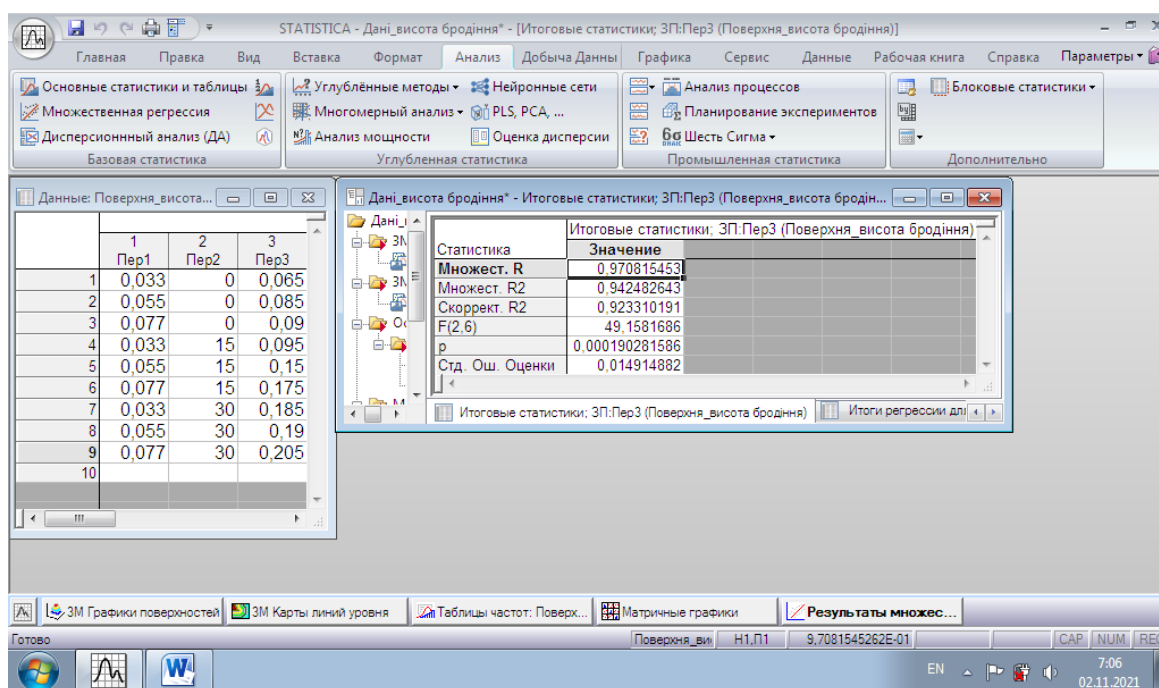 STATISTICA - Дані_висота бродіння* - [Итоговые статистики; ЗП:Пер3 (Поверхня_висота бродіння)]
Главная Правка Вид Вставка Формат Анализ Добыча Данны Графика Сервис Данные Рабочая книга Справка Параметры
Основные статистики и таблицы Углублённые методы Нейронные сети Анализ процессов Блоковые статистики
Множественная регрессия Многомерный анализ PLS, PCA, ... Планирование экспериментов
Дисперсионнный анализ (ДА) Анализ мощности Оценка дисперсии 6σ Шесть Сигма
Базовая статистика Углубленная статистика Промышленная статистика Дополнительно
Данные: Поверхня_висота...
1 2 3
Пер1 Пер2 Пер3
1 0,033 0 0,065
2 0,055 0 0,085
3 0,077 0 0,09
4 0,033 15 0,095
5 0,055 15 0,15
6 0,077 15 0,175
7 0,033 30 0,185
8 0,055 30 0,19
9 0,077 30 0,205
10
Дані_висота бродіння* - Итоговые статистики; ЗП:Пер3 (Поверхня_висота бродін...
Дані_
3М
3М
Ос
М
Итоговые статистики; ЗП:Пер3 (Поверхня_висота бродіння)
Статистика Значение
Множест. R 0,970815453
Множест. R2 0,942482643
Скоррект. R2 0,923310191
F(2,6) 49,1581686
p 0,000190281586
Стд. Ош. Оценки 0,014914882
Итоговые статистики; ЗП:Пер3 (Поверхня_висота бродіння) Итоги регрессии для
3М Графики поверхностей 3М Карты линий уровня Таблицы частот: Поверх... Матричные графики Результаты множес...
Готово Поверхня_ви Н1,П1 9,7081545262E-01 CAP NUM REC
EN 7:06
02.11.2021